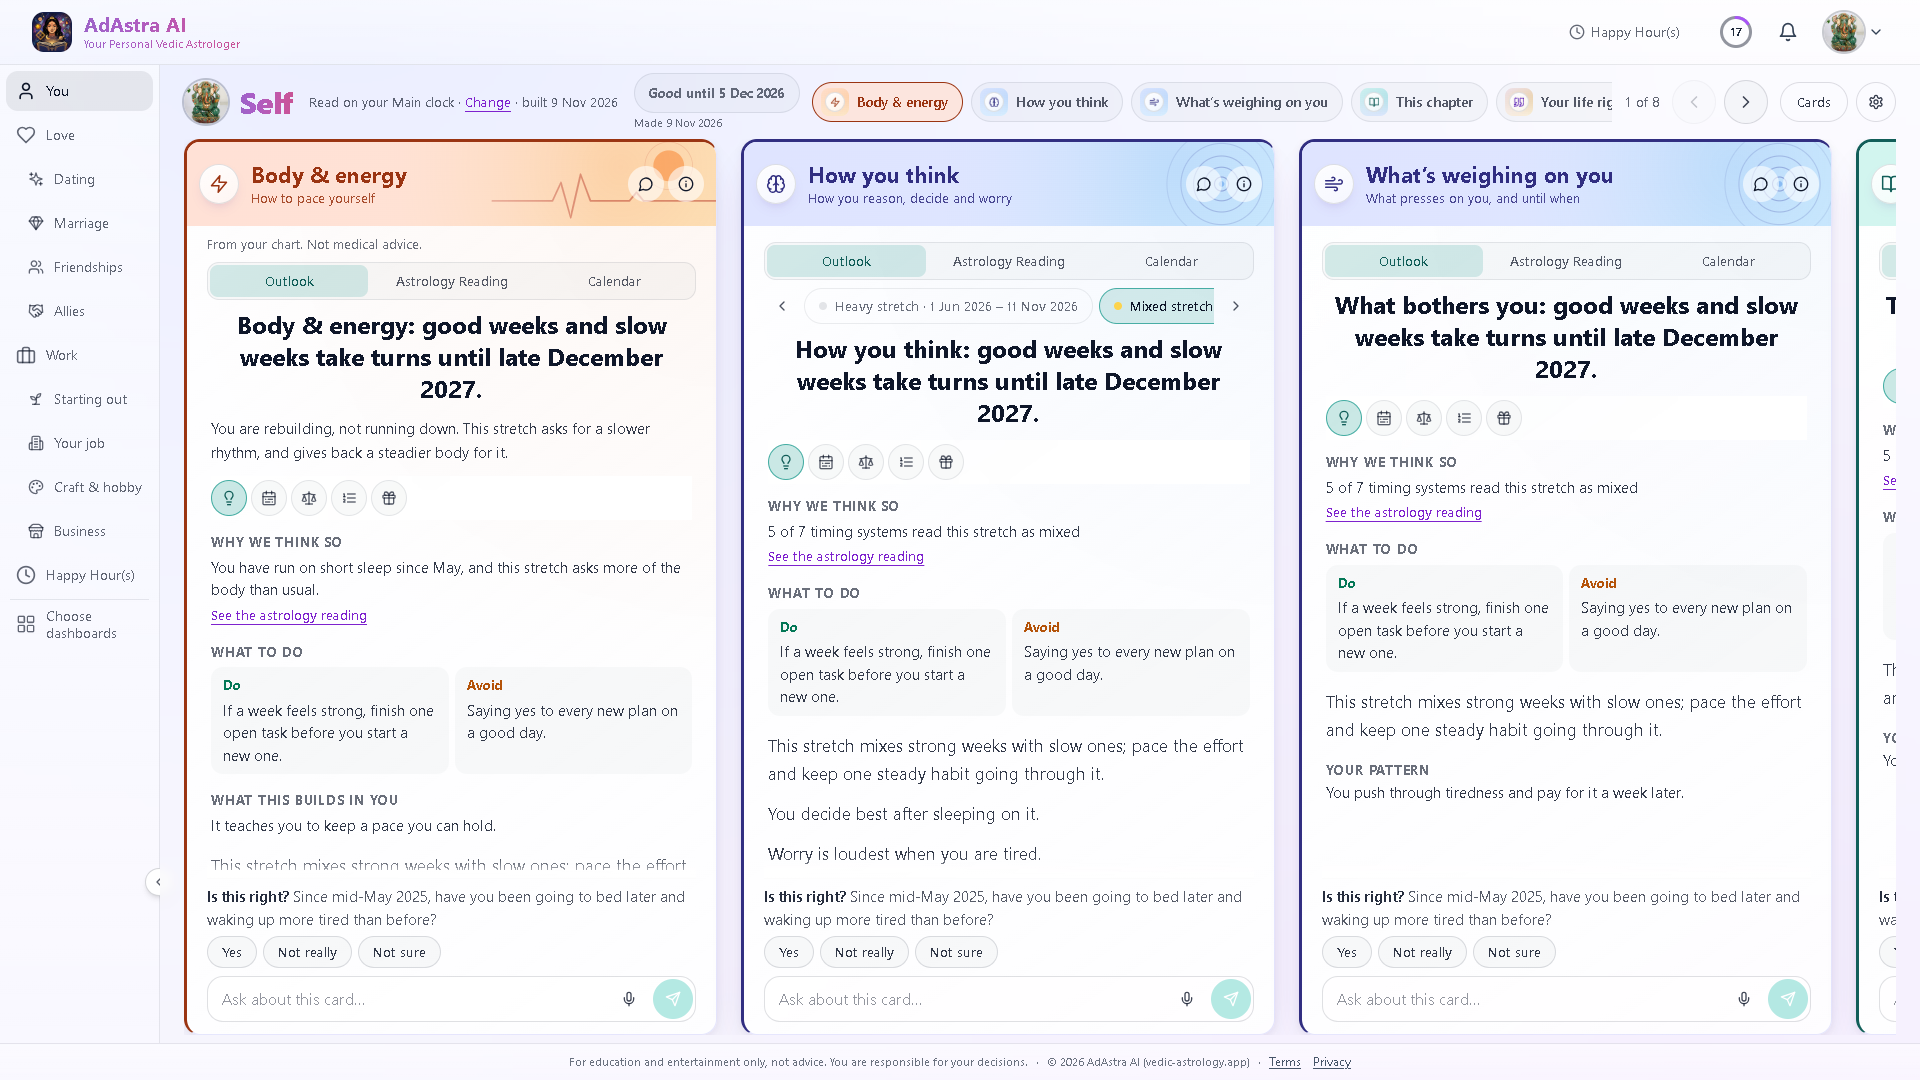 AdAstra AI
Your Personal Vedic Astrologer
Happy Hour(s)
17
You
Love
Dating
Marriage
Friendships
Allies
Work
Starting out
Your job
Craft & hobby
Business
Happy Hour(s)
Choose
dashboards
Self
Read on your Main clock · Change · built 9 Nov 2026
Good until 5 Dec 2026
Made 9 Nov 2026
Body & energy
How you think
What's weighing on you
This chapter
Your life
1 of 8
Cards
Body & energy
How to pace yourself
From your chart. Not medical advice.
Outlook
Astrology Reading
Calendar
Body & energy: good weeks and slow
weeks take turns until late December
2027.
You are rebuilding, not running down. This stretch asks for a slower
rhythm, and gives back a steadier body for it.
WHY WE THINK SO
You have run on short sleep since May, and this stretch asks more of the
body than usual.
See the astrology reading
WHAT TO DO
Do
If a week feels strong, finish one
open task before you start a
new one.
Avoid
Saying yes to every new plan on
a good day.
WHAT THIS BUILDS IN YOU
It teaches you to keep a pace you can hold.
This stretch mixes strong weeks with slow ones; pace the effort
Is this right? Since mid-May 2025, have you been going to bed later and
waking up more tired than before?
Yes
Not really
Not sure
Ask about this card...
How you think
How you reason, decide and worry
Outlook
Astrology Reading
Calendar
Heavy stretch · 1 Jun 2026 – 11 Nov 2026
Mixed stretch
How you think: good weeks and slow
weeks take turns until late December
2027.
WHY WE THINK SO
5 of 7 timing systems read this stretch as mixed
See the astrology reading
WHAT TO DO
Do
If a week feels strong, finish one
open task before you start a
new one.
Avoid
Saying yes to every new plan on
a good day.
This stretch mixes strong weeks with slow ones; pace the effort
and keep one steady habit going through it.
You decide best after sleeping on it.
Worry is loudest when you are tired.
Is this right? Since mid-May 2025, have you been going to bed later and
waking up more tired than before?
Yes
Not really
Not sure
Ask about this card...
What's weighing on you
What presses on you, and until when
Outlook
Astrology Reading
Calendar
What bothers you: good weeks and slow
weeks take turns until late December
2027.
WHY WE THINK SO
5 of 7 timing systems read this stretch as mixed
See the astrology reading
WHAT TO DO
Do
If a week feels strong, finish one
open task before you start a
new one.
Avoid
Saying yes to every new plan on
a good day.
This stretch mixes strong weeks with slow ones; pace the effort
and keep one steady habit going through it.
YOUR PATTERN
You push through tiredness and pay for it a week later.
Is this right? Since mid-May 2025, have you been going to bed later and
waking up more tired than before?
Yes
Not really
Not sure
Ask about this card...
5
For education and entertainment only, not advice. You are responsible for your decisions. · © 2026 AdAstra AI (vedic-astrology.app) · Terms Privacy